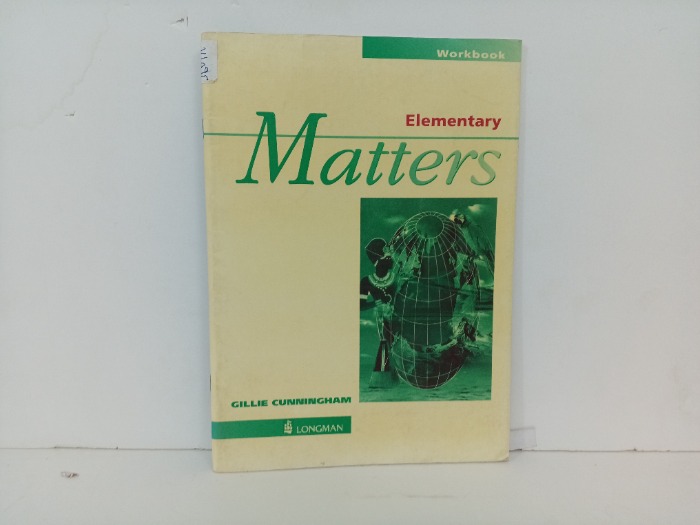 Workbook
Elementary
Matters
GILLIE CUNNINGHAM
LONGMAN